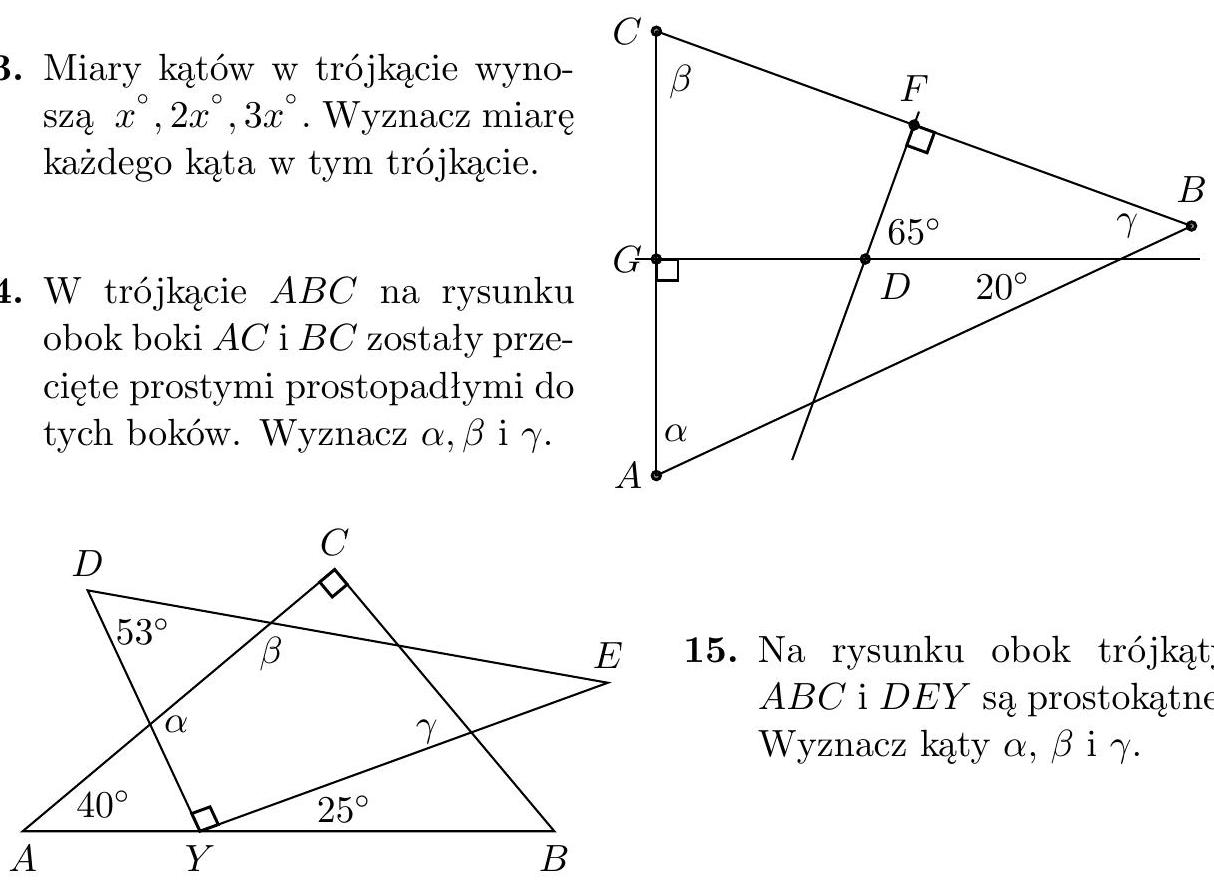 3. Miary kątów w trójkącie wyno-
szą x°, 2x°, 3x°. Wyznacz miarę
każdego kąta w tym trójkącie.
4. W trójkącie ABC na rysunku
obok boki AC i BC zostały prze-
cięte prostymi prostopadłymi do
tych boków. Wyznacz α, β i γ.
C
β
F
B
γ
65°
G
D
20°
α
A
C
D
53°
β
E
α
γ
40°
25°
A
Y
B
15. Na rysunku obok trójkąty
ABC i DEY są prostokątne
Wyznacz kąty α, β i γ.